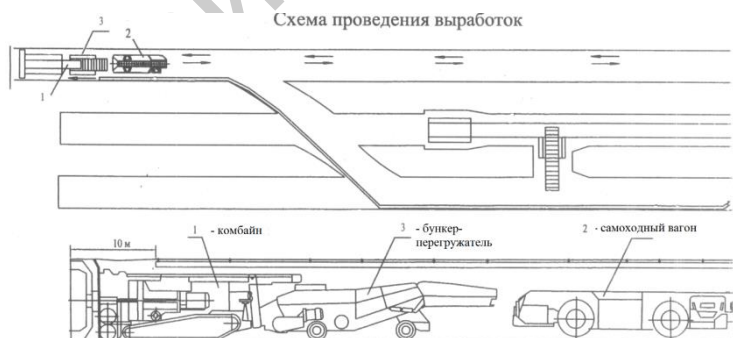 Схема проведения выработок
3
2
1
10 м
1 - комбайн
3 - бункер-
перегружатель
2 - самоходный вагон